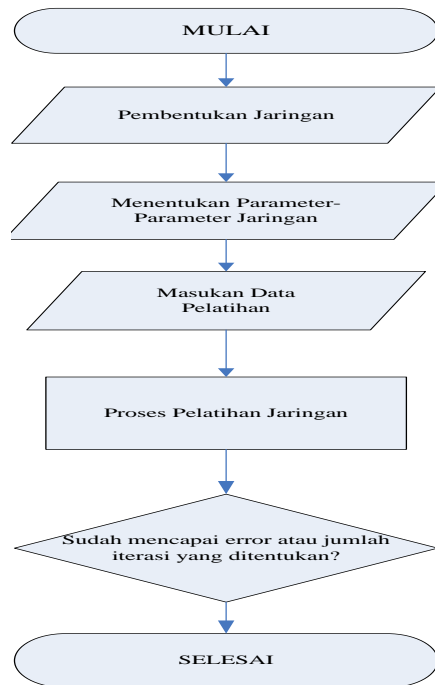 MULAI
Pembentukan Jaringan
Menentukan Parameter-
Parameter Jaringan
Masukan Data
Pelatihan
Proses Pelatihan Jaringan
Sudah mencapai error atau jumlah
iterasi yang ditentukan?
SELESAI